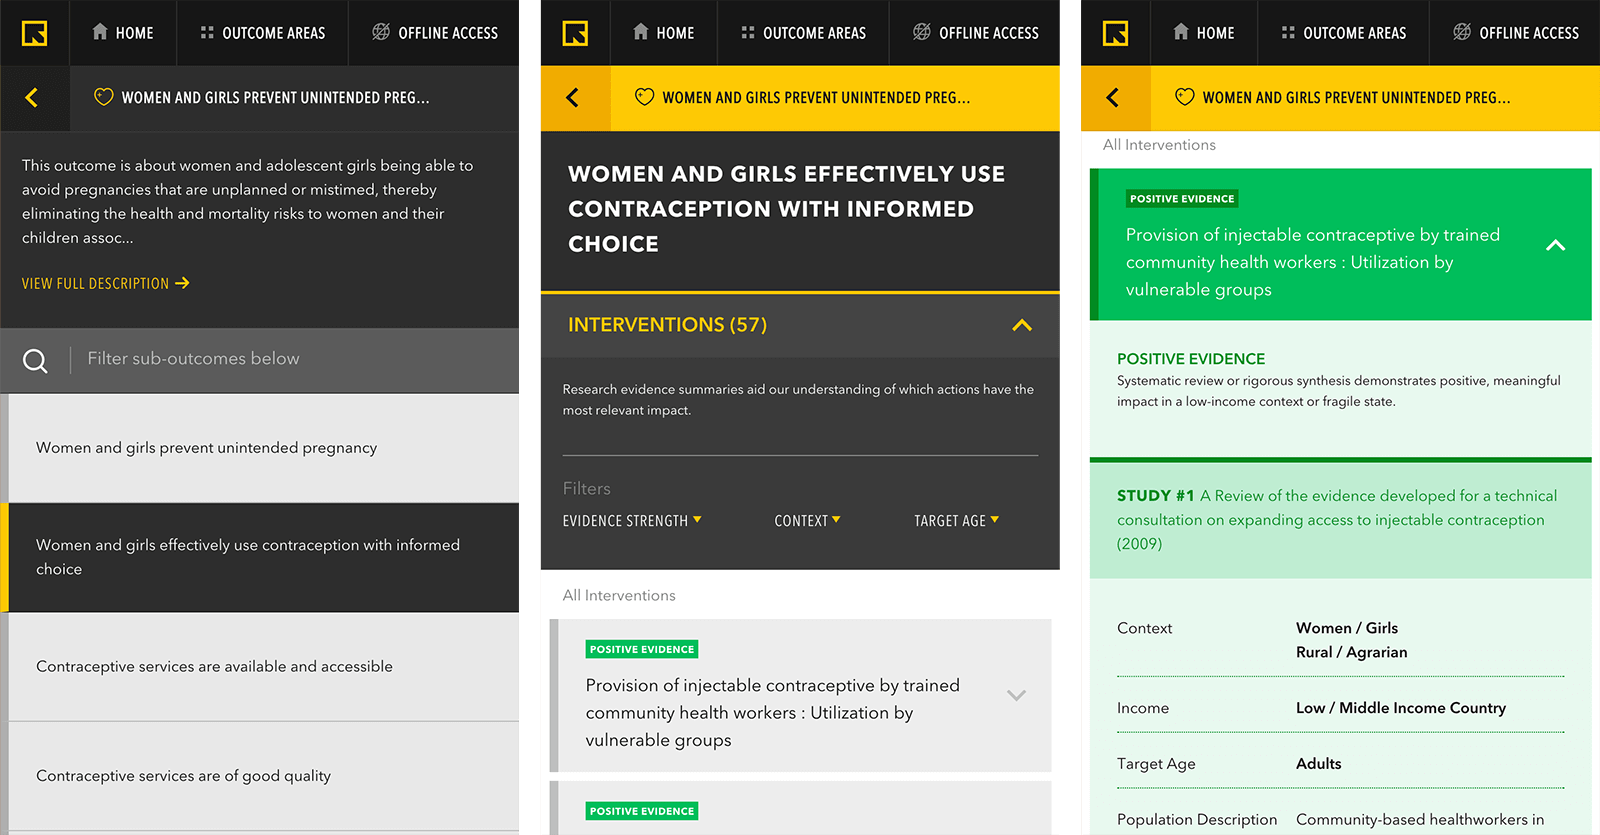 HOME
OUTCOME AREAS
OFFLINE ACCESS
WOMEN AND GIRLS PREVENT UNINTENDED PREG...
This outcome is about women and adolescent girls being able to
avoid pregnancies that are unplanned or mistimed, thereby
eliminating the health and mortality risks to women and their
children assoc...
VIEW FULL DESCRIPTION
Filter sub-outcomes below
Women and girls prevent unintended pregnancy
Women and girls effectively use contraception with informed
choice
Contraceptive services are available and accessible
Contraceptive services are of good quality
HOME
OUTCOME AREAS
OFFLINE ACCESS
WOMEN AND GIRLS PREVENT UNINTENDED PREG...
WOMEN AND GIRLS EFFECTIVELY USE
CONTRACEPTION WITH INFORMED
CHOICE
INTERVENTIONS (57)
Research evidence summaries aid our understanding of which actions have the
most relevant impact.
Filters
EVIDENCE STRENGTH
CONTEXT
TARGET AGE
All Interventions
POSITIVE EVIDENCE
Provision of injectable contraceptive by trained
community health workers : Utilization by
vulnerable groups
POSITIVE EVIDENCE
HOME
OUTCOME AREAS
OFFLINE ACCESS
WOMEN AND GIRLS PREVENT UNINTENDED PREG...
All Interventions
POSITIVE EVIDENCE
Provision of injectable contraceptive by trained
community health workers : Utilization by
vulnerable groups
POSITIVE EVIDENCE
Systematic review or rigorous synthesis demonstrates positive, meaningful
impact in a low-income context or fragile state.
STUDY #1 A Review of the evidence developed for a technical
consultation on expanding access to injectable contraception
(2009)
Context
Women / Girls
Rural / Agrarian
Income
Low / Middle Income Country
Target Age
Adults
Population Description
Community-based healthworkers in